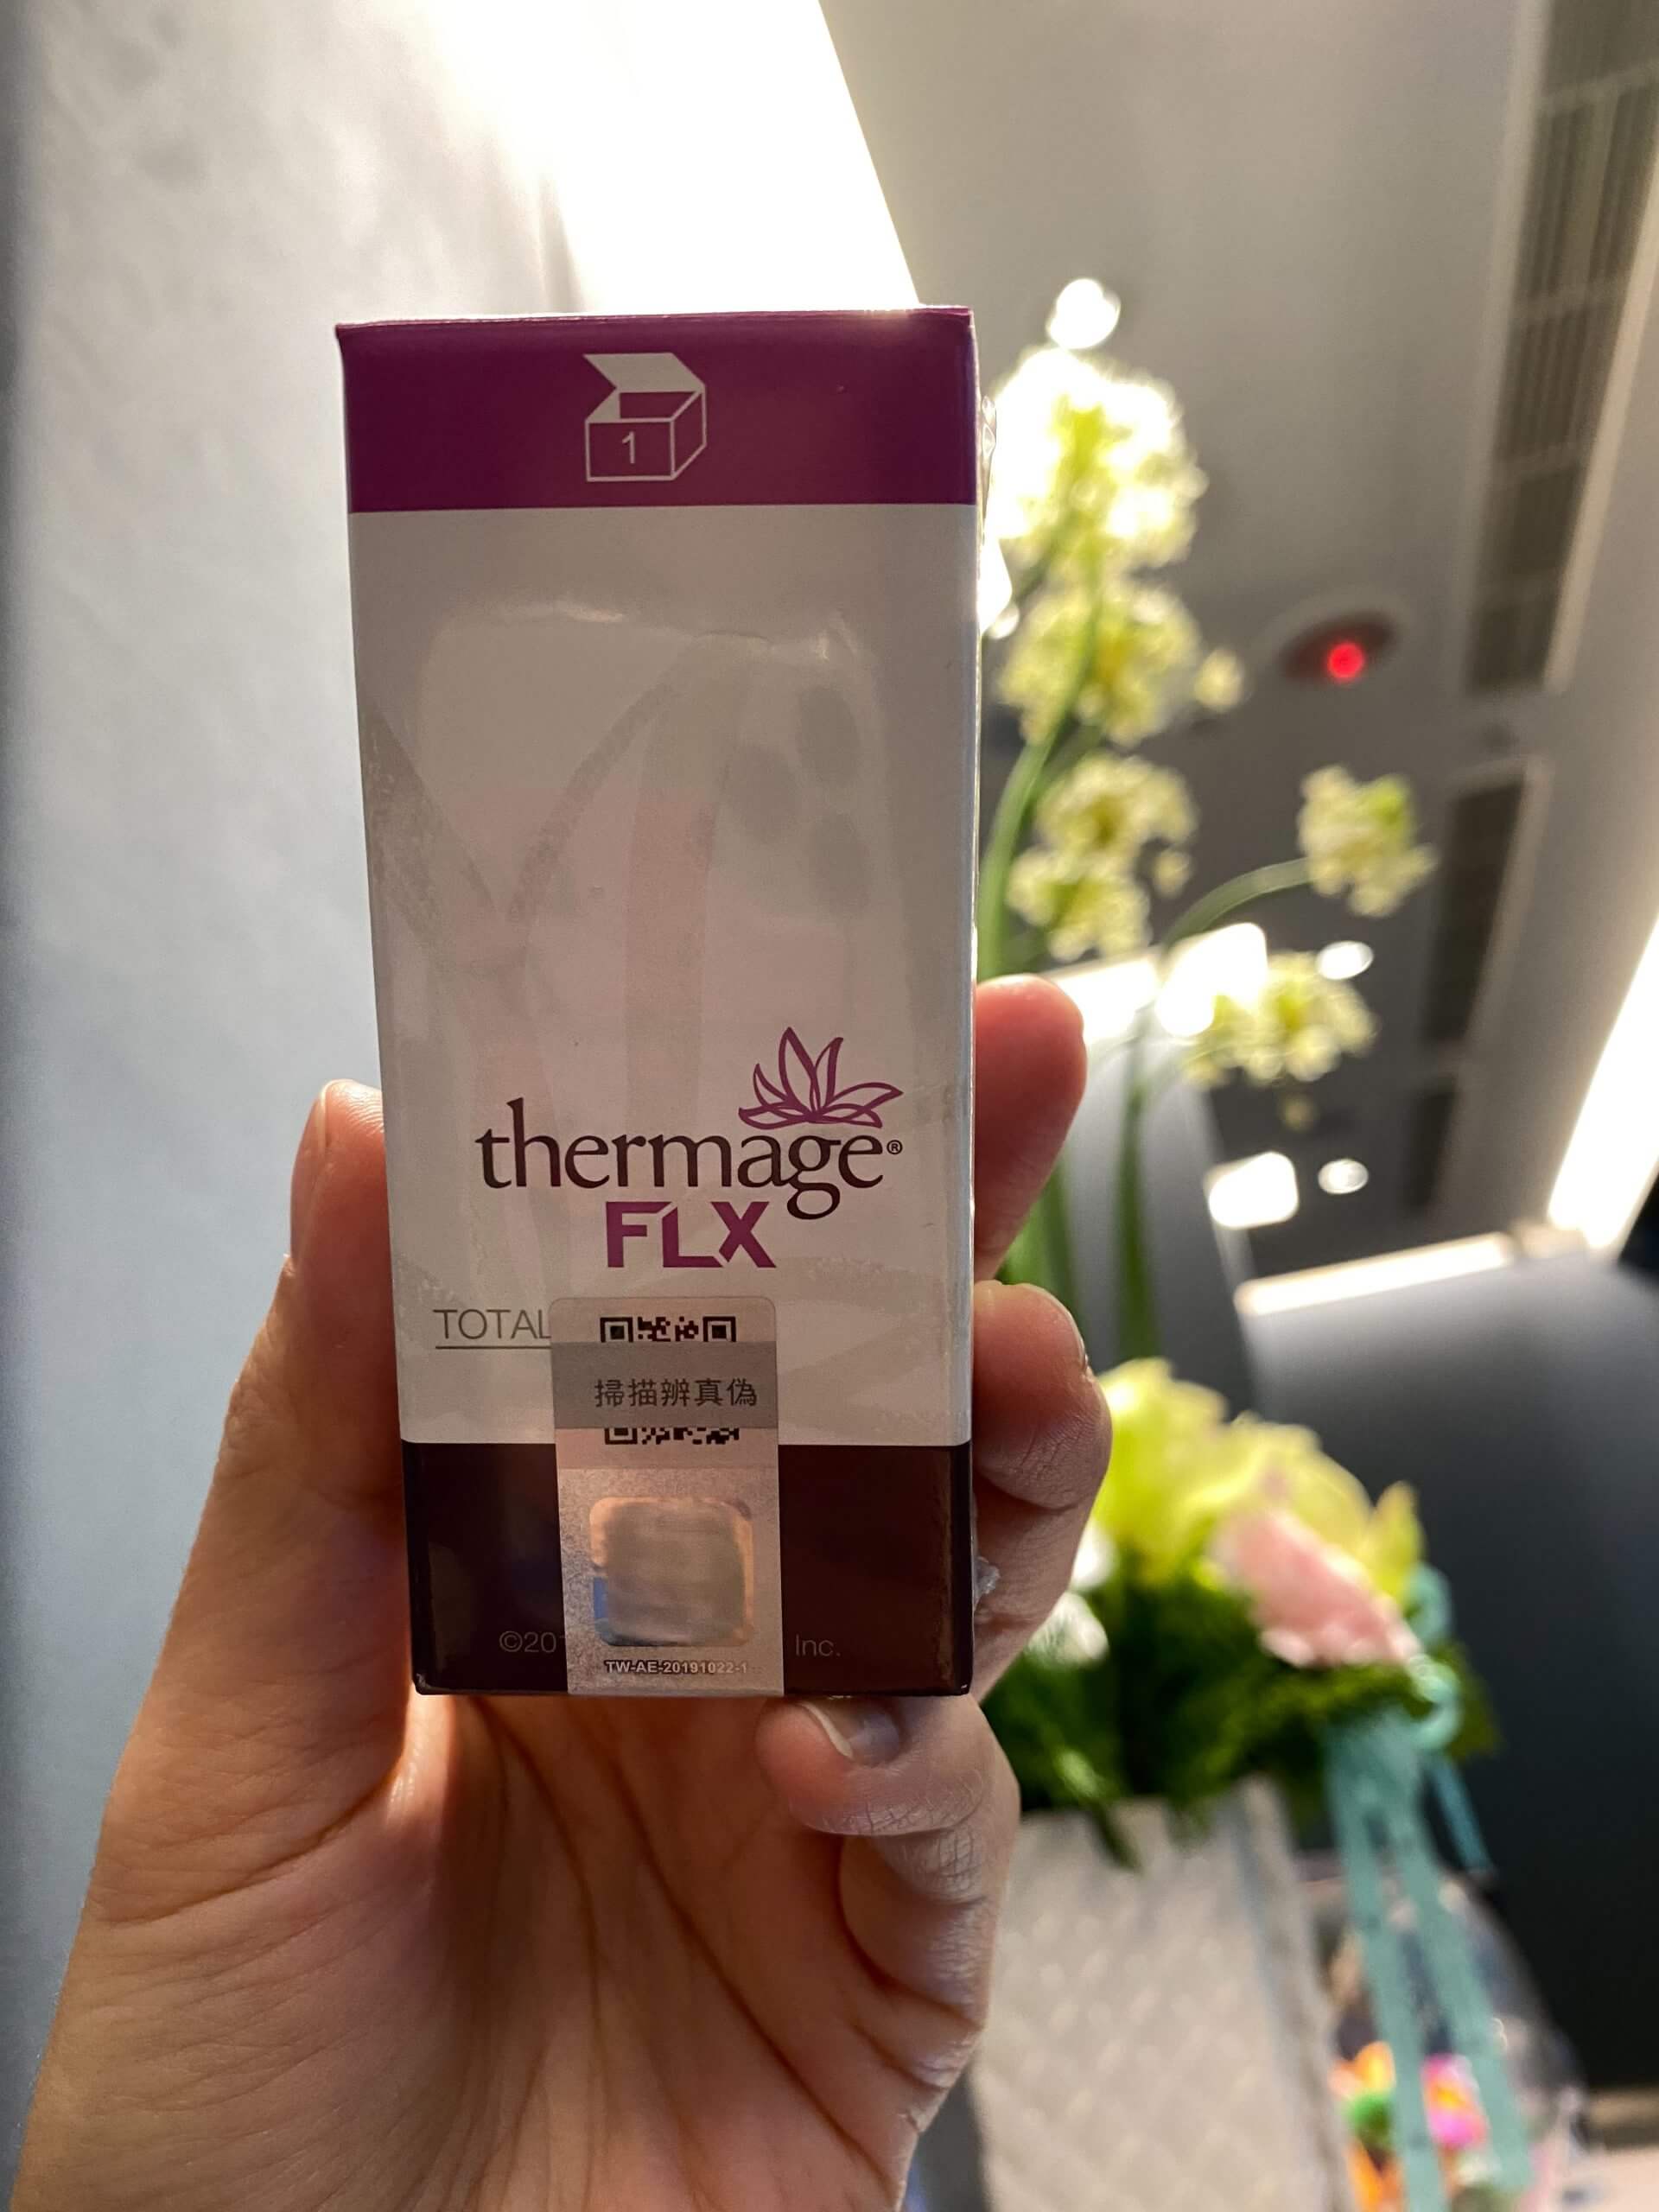 1
thermage®
FLX
TOTAL
掃描辨真偽
©20
Inc.
TW-AE-20191022-1